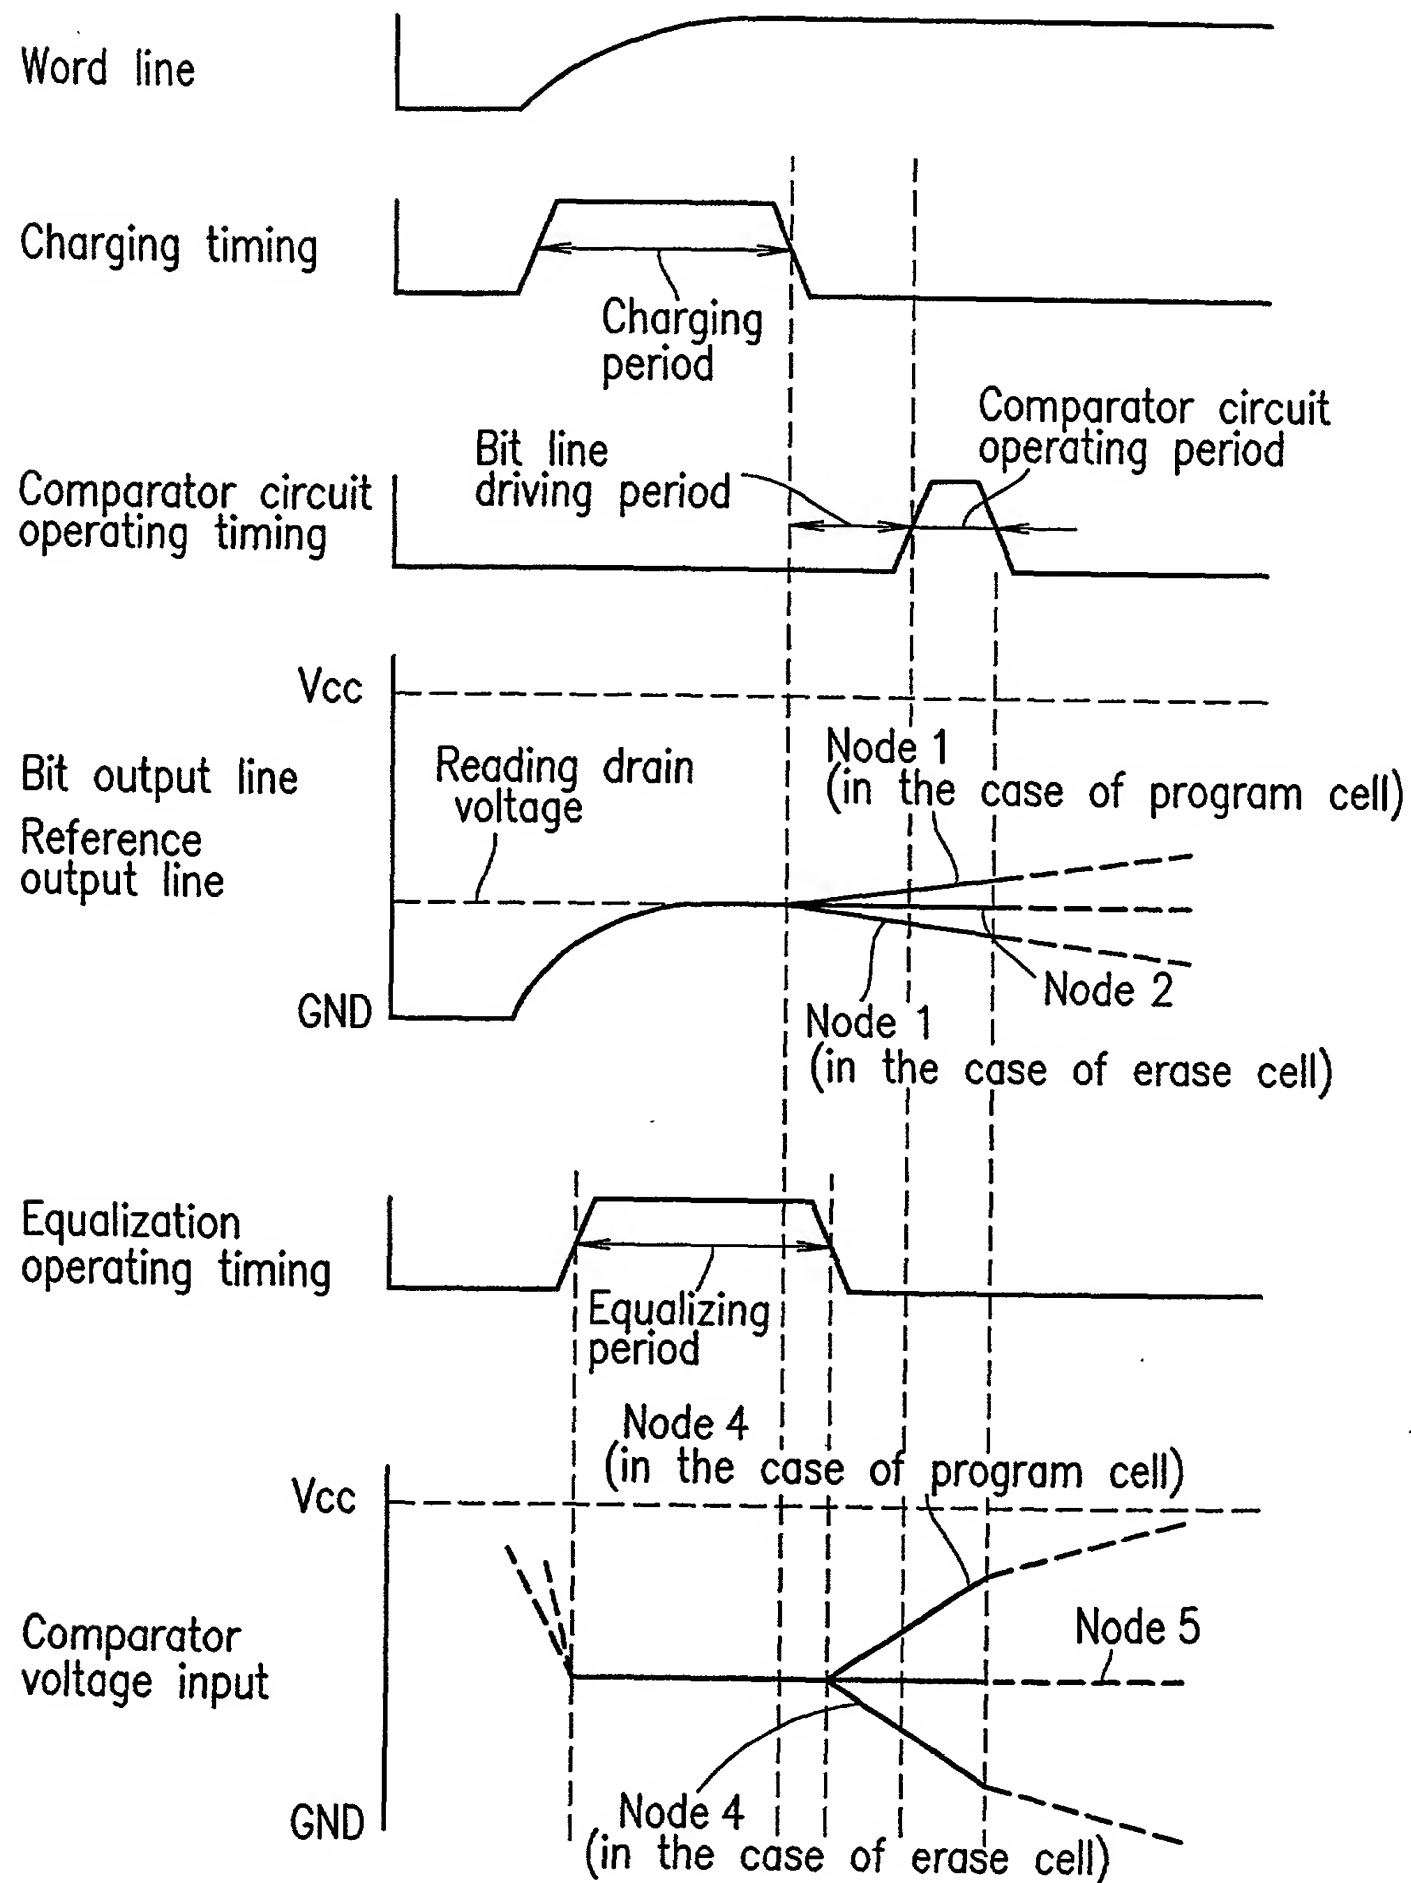 Word line
Charging timing
Charging
period
Comparator circuit
operating period
Bit line
driving period
Comparator circuit
operating timing
Vcc
Node 1
(in the case of program cell)
Reading drain
voltage
Bit output line
Reference
output line
Node 2
GND
Node 1
(in the case of erase cell)
Equalization
operating timing
Equalizing
period
Node 4
(in the case of program cell)
Vcc
Node 5
Comparator
voltage input
Node 4
GND
(in the case of erase cell)